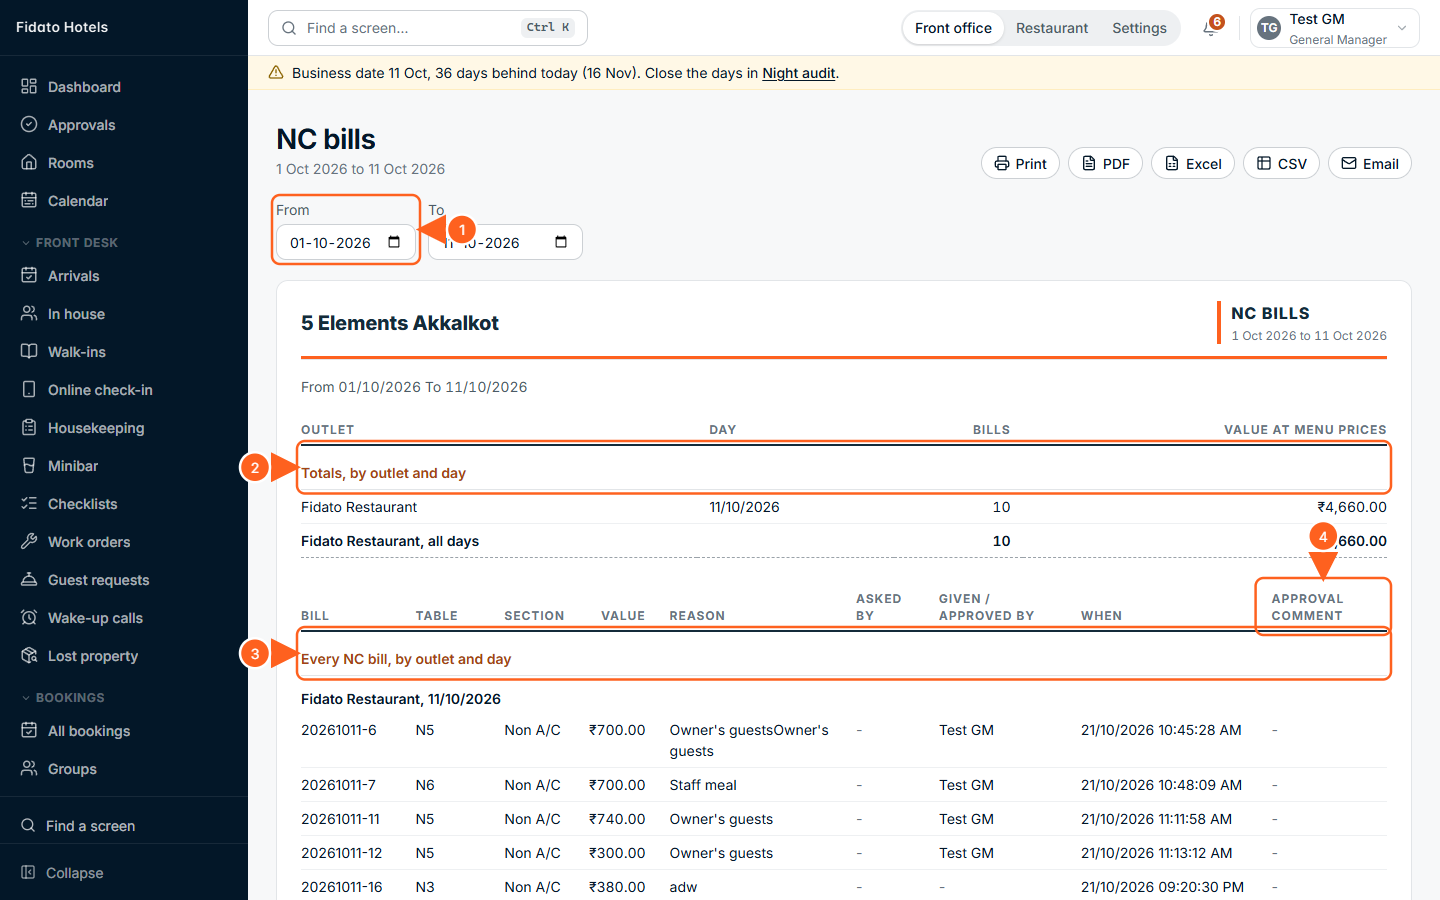 Fidato Hotels
Find a screen...
Ctrl K
Front office
Restaurant
Settings
6
TG
Test GM
General Manager
Business date 11 Oct, 36 days behind today (16 Nov). Close the days in Night audit.
Dashboard
Approvals
Rooms
Calendar
FRONT DESK
Arrivals
In house
Walk-ins
Online check-in
Housekeeping
Minibar
Checklists
Work orders
Guest requests
Wake-up calls
Lost property
BOOKINGS
All bookings
Groups
Find a screen
Collapse
NC bills
1 Oct 2026 to 11 Oct 2026
Print
PDF
Excel
CSV
Email
From
To
01-10-2026
1
10-2026
5 Elements Akkalkot
NC BILLS
1 Oct 2026 to 11 Oct 2026
From 01/10/2026 To 11/10/2026
OUTLET DAY BILLS VALUE AT MENU PRICES
2
Totals, by outlet and day
Fidato Restaurant 11/10/2026 10 ₹4,660.00
Fidato Restaurant, all days 10 ,660.00
4
BILL TABLE SECTION VALUE REASON ASKED BY GIVEN / APPROVED BY WHEN APPROVAL COMMENT
3
Every NC bill, by outlet and day
Fidato Restaurant, 11/10/2026
20261011-6 N5 Non A/C ₹700.00 Owner's guestsOwner's guests - Test GM 21/10/2026 10:45:28 AM -
20261011-7 N6 Non A/C ₹700.00 Staff meal - Test GM 21/10/2026 10:48:09 AM -
20261011-11 N5 Non A/C ₹740.00 Owner's guests - Test GM 21/10/2026 11:11:58 AM -
20261011-12 N5 Non A/C ₹300.00 Owner's guests - Test GM 21/10/2026 11:13:12 AM -
20261011-16 N3 Non A/C ₹380.00 adw - - 21/10/2026 09:20:30 PM -